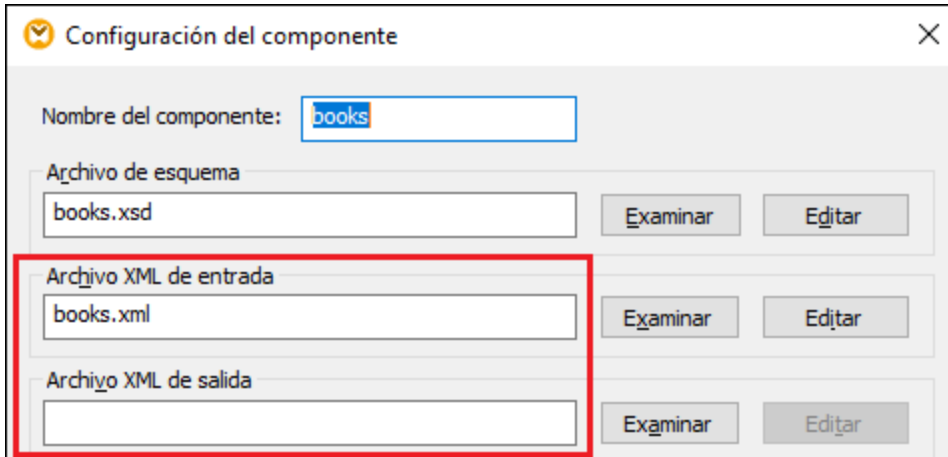 Configuración del componente
Nombre del componente: books
Archivo de esquema
books.xsd Examinar Editar
Archivo XML de entrada
books.xml Examinar Editar
Archivo XML de salida
Examinar Editar